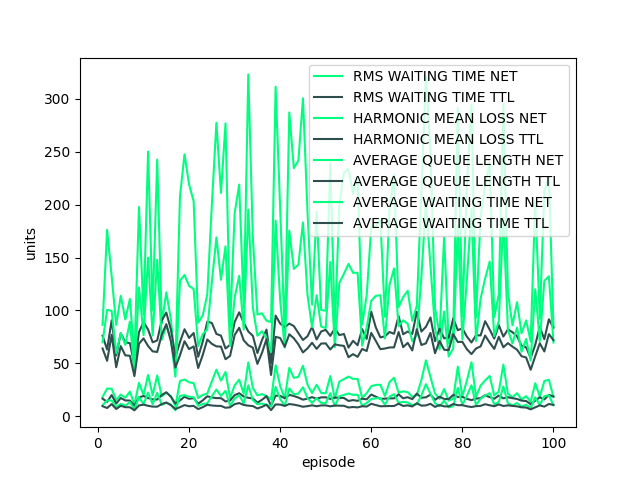 RMS WAITING TIME NET
RMS WAITING TIME TTL
HARMONIC MEAN LOSS NET
HARMONIC MEAN LOSS TTL
AVERAGE QUEUE LENGTH NET
AVERAGE QUEUE LENGTH TTL
AVERAGE WAITING TIME NET
AVERAGE WAITING TIME TTL
units
300
250
200
150
100
50
0
0 20 40 60 80 100
episode